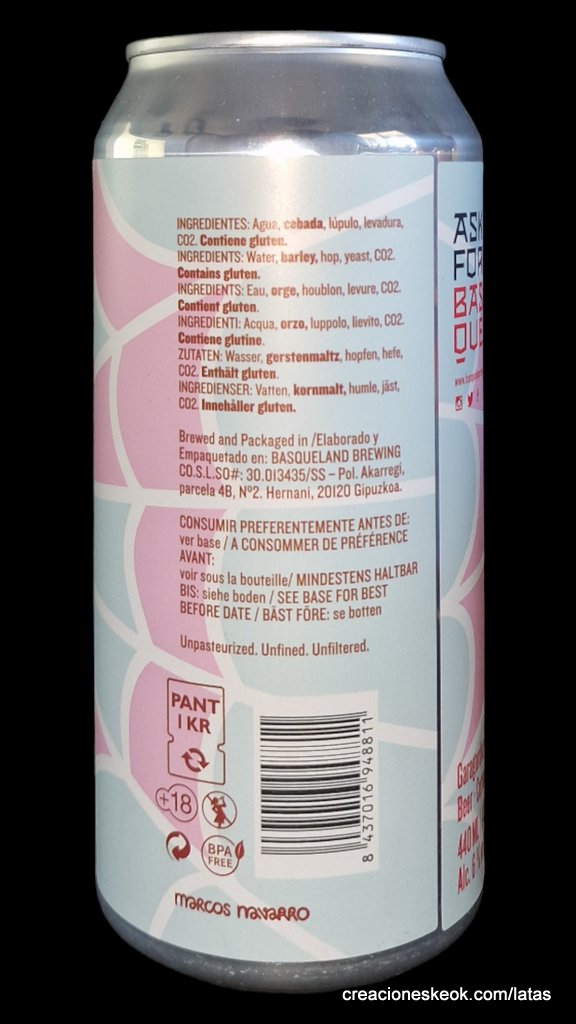 INGREDIENTES: Agua, cebada, lúpulo, levadura,
CO2. Contiene gluten.
INGREDIENTS: Water, barley, hop, yeast, CO2.
Contains gluten.
INGREDIENTS: Eau, orge, houblon, levure, CO2.
Contient gluten.
INGREDIENTI: Acqua, orzo, luppolo, lievito, CO2.
Contiene glutine.
ZUTATEN: Wasser, gerstenmaltz, hopfen, hefe,
CO2. Enthält gluten.
INGREDIENSER: Vatten, kornmalt, humle, jäst,
CO2. Innehåller gluten.
Brewed and Packaged in /Elaborado y
Empaquetado en: BASQUELAND BREWING
CO.S.L.SO#: 30.013435/SS – Pol. Akarregi,
parcela 4B, Nº2. Hernani, 20120 Gipuzkoa.
CONSUMIR PREFERENTEMENTE ANTES DE:
ver base / A CONSOMMER DE PRÉFÉRENCE
AVANT:
voir sous la bouteille/ MINDESTENS HALTBAR
BIS: siehe boden / SEE BASE FOR BEST
BEFORE DATE / BÄST FÖRE: se botten
Unpasteurized. Unfined. Unfiltered.
PANT
1 KR
+18
BPA
FREE
8 437016 948811
marcos navarro
ASK
FOR
BAS
QUE
440 ML
Alc. 6
Beer
creacioneskeok.com/latas